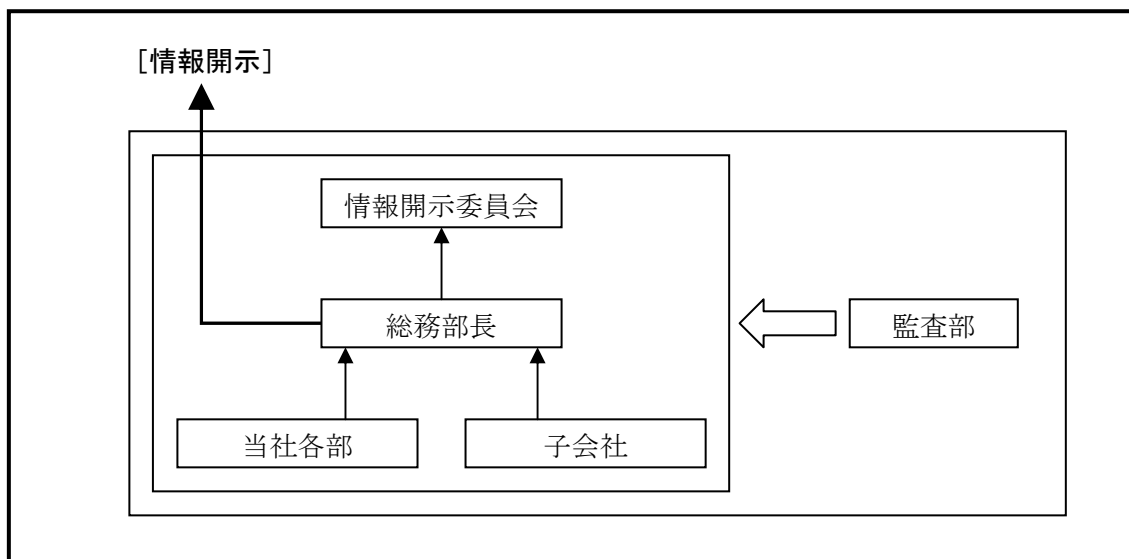 ［情報開示］
情報開示委員会
総務部長
監査部
当社各部
子会社